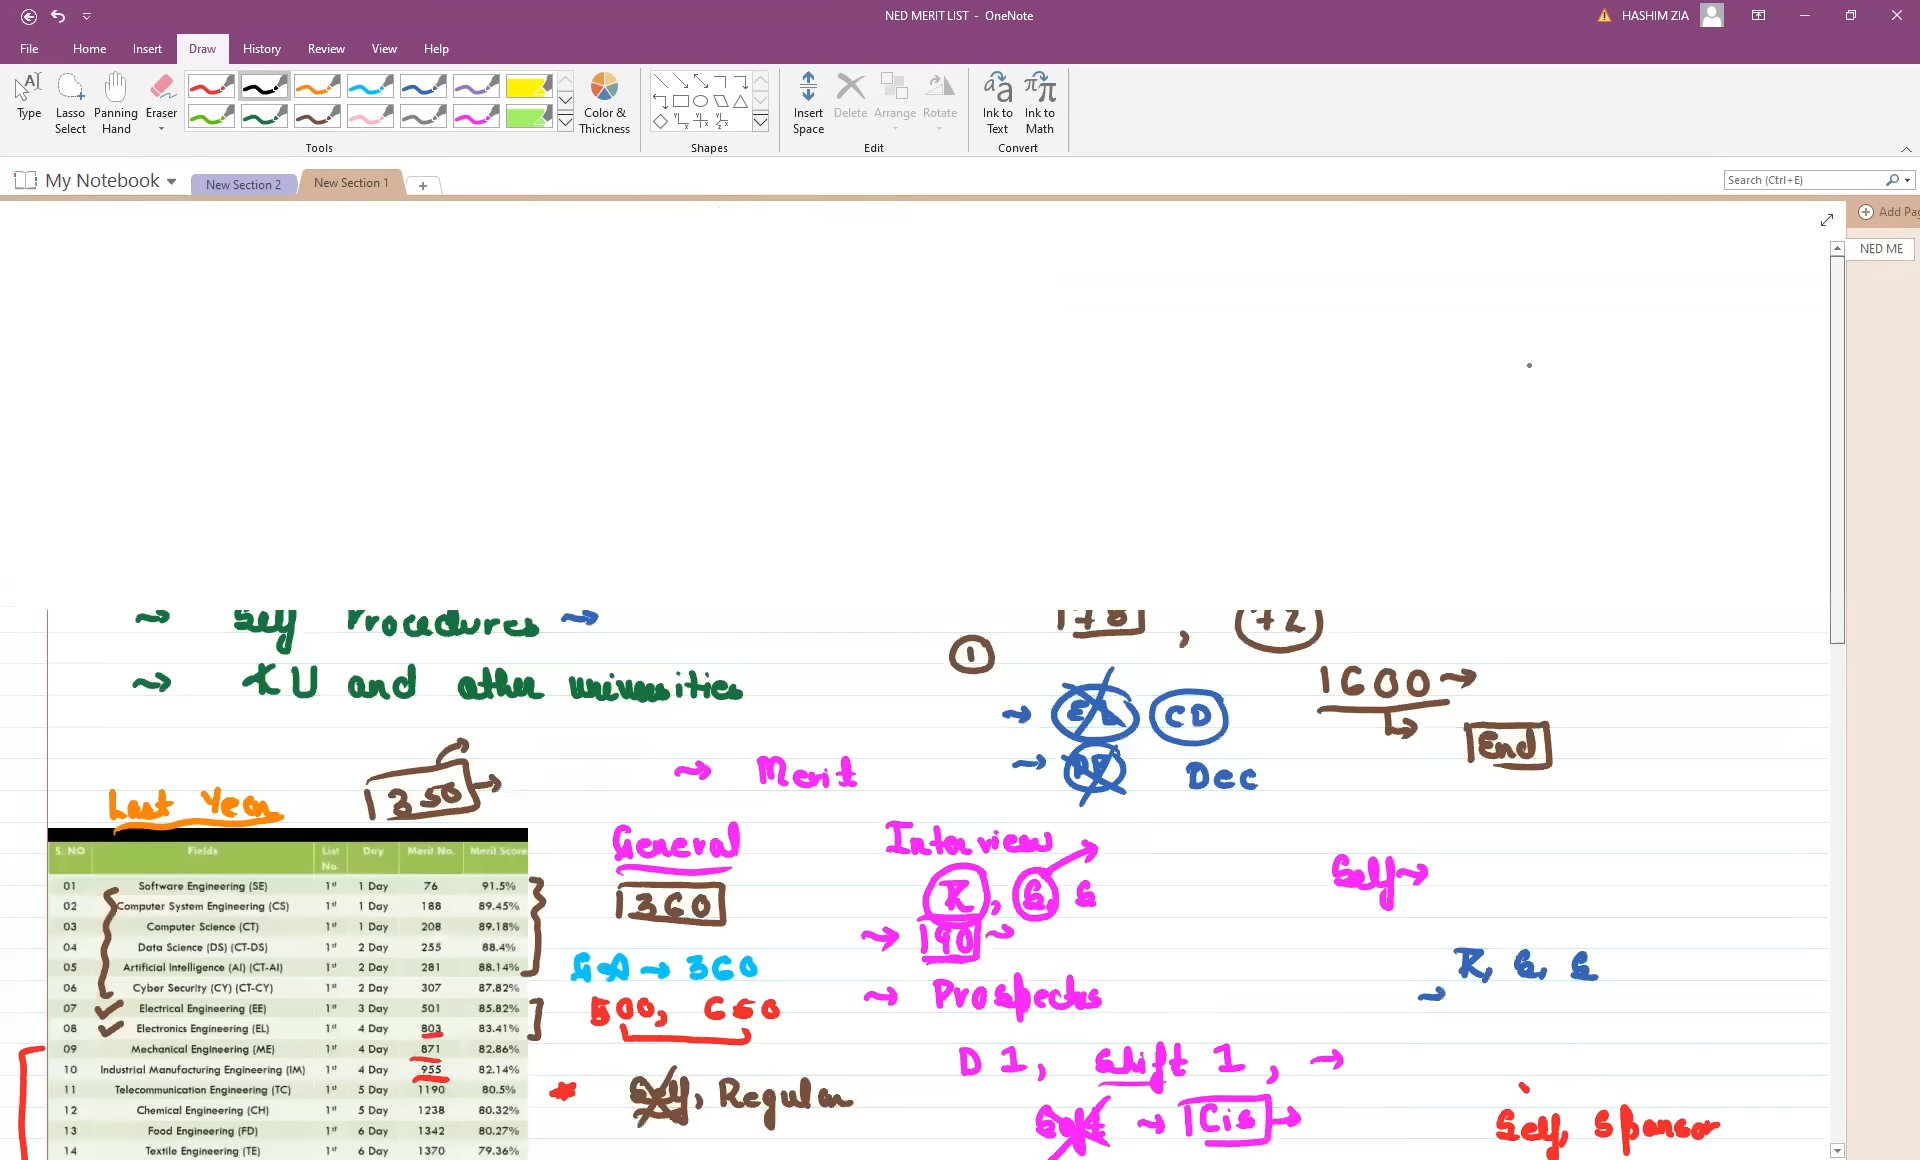 NED MERIT LIST - OneNote
HASHIM ZIA
File Home Insert Draw History Review View Help
Type
Lasso Select
Panning Hand
Eraser
Color & Thickness
Insert Space
Delete
Arrange
Rotate
Ink to Text
Ink to Math
Tools
Shapes
Edit
Convert
My Notebook
New Section 2
New Section 1
Search (Ctrl+E)
Add Pag
NED ME
Self Procedures
KU and other universities
1
1600
End
CD
Dec
Merit
Last Year
1350
General
1360
Interview
K, S, S
190
Self
G.A → 360
500, 650
Prospectus
K, S, S
D 1, Shift 1,
Self, Regular
Cis
Self, Sponsor
S. NO Fields List No. Day Merit No. Merit Score
01 Software Engineering (SE) 1st 1 Day 76 91.5%
02 Computer System Engineering (CS) 1st 1 Day 188 89.45%
03 Computer Science (CT) 1st 1 Day 208 89.18%
04 Data Science (DS) (CT-DS) 1st 2 Day 255 88.4%
05 Artificial Intelligence (AI) (CT-AI) 1st 2 Day 281 88.14%
06 Cyber Security (CY) (CT-CY) 1st 2 Day 307 87.82%
07 Electrical Engineering (EE) 1st 3 Day 501 85.82%
08 Electronics Engineering (EL) 1st 4 Day 803 83.41%
09 Mechanical Engineering (ME) 1st 4 Day 871 82.86%
10 Industrial Manufacturing Engineering (IM) 1st 4 Day 955 82.14%
11 Telecommunication Engineering (TC) 1st 5 Day 1190 80.5%
12 Chemical Engineering (CH) 1st 5 Day 1238 80.32%
13 Food Engineering (FD) 1st 6 Day 1342 80.27%
14 Textile Engineering (TE) 1st 6 Day 1370 79.36%